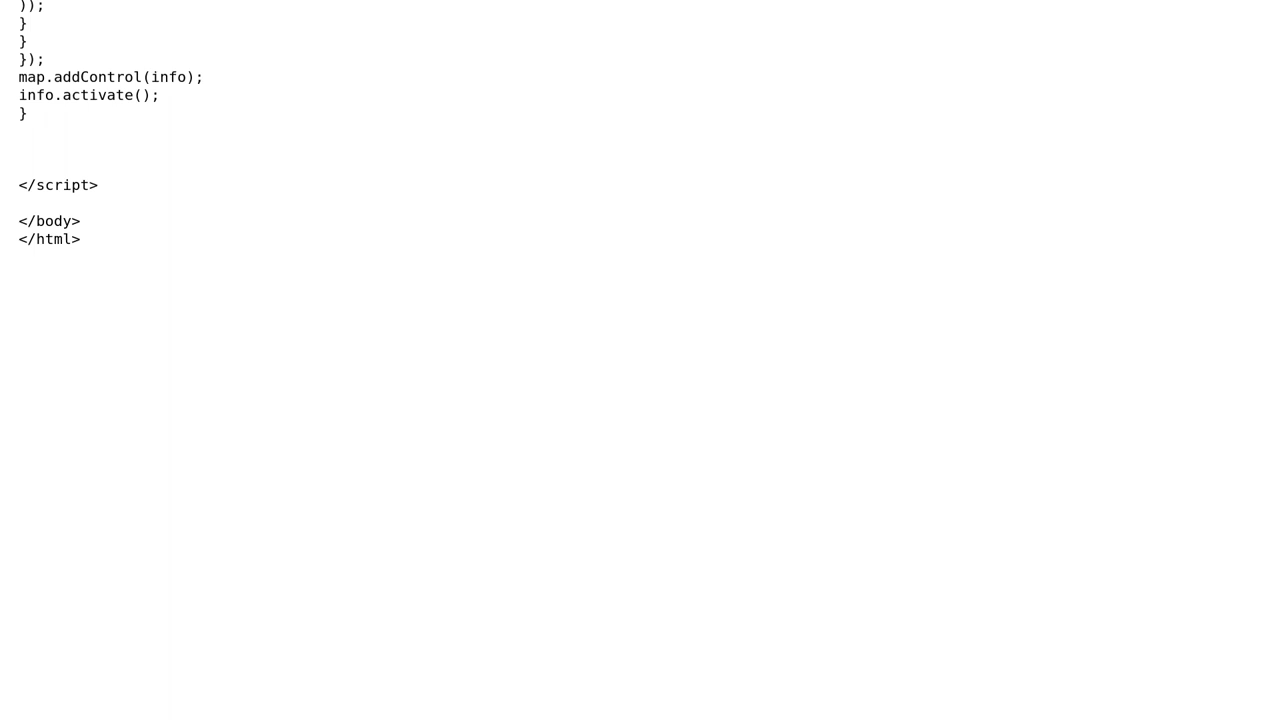 ));
}
}
});
map.addControl(info);
info.activate();
}
</script>
</body>
</html>